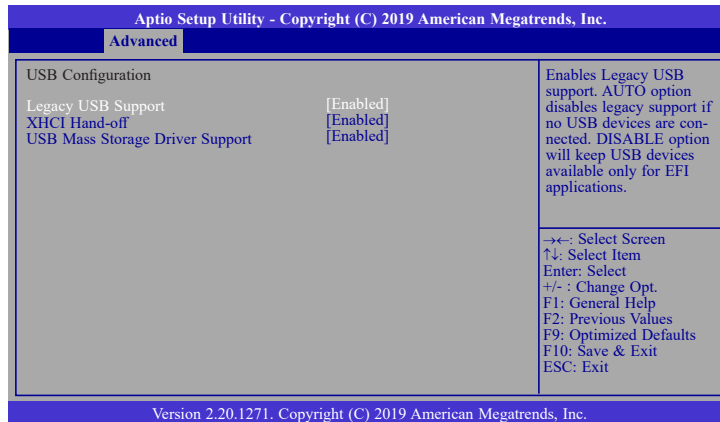 Aptio Setup Utility - Copyright (C) 2019 American Megatrends, Inc.
Advanced
USB Configuration
Legacy USB Support [Enabled]
XHCI Hand-off [Enabled]
USB Mass Storage Driver Support [Enabled]
Enables Legacy USB
support. AUTO option
disables legacy support if
no USB devices are con-
nected. DISABLE option
will keep USB devices
available only for EFI
applications.
→←: Select Screen
↑↓: Select Item
Enter: Select
+/- : Change Opt.
F1: General Help
F2: Previous Values
F9: Optimized Defaults
F10: Save & Exit
ESC: Exit
Version 2.20.1271. Copyright (C) 2019 American Megatrends, Inc.